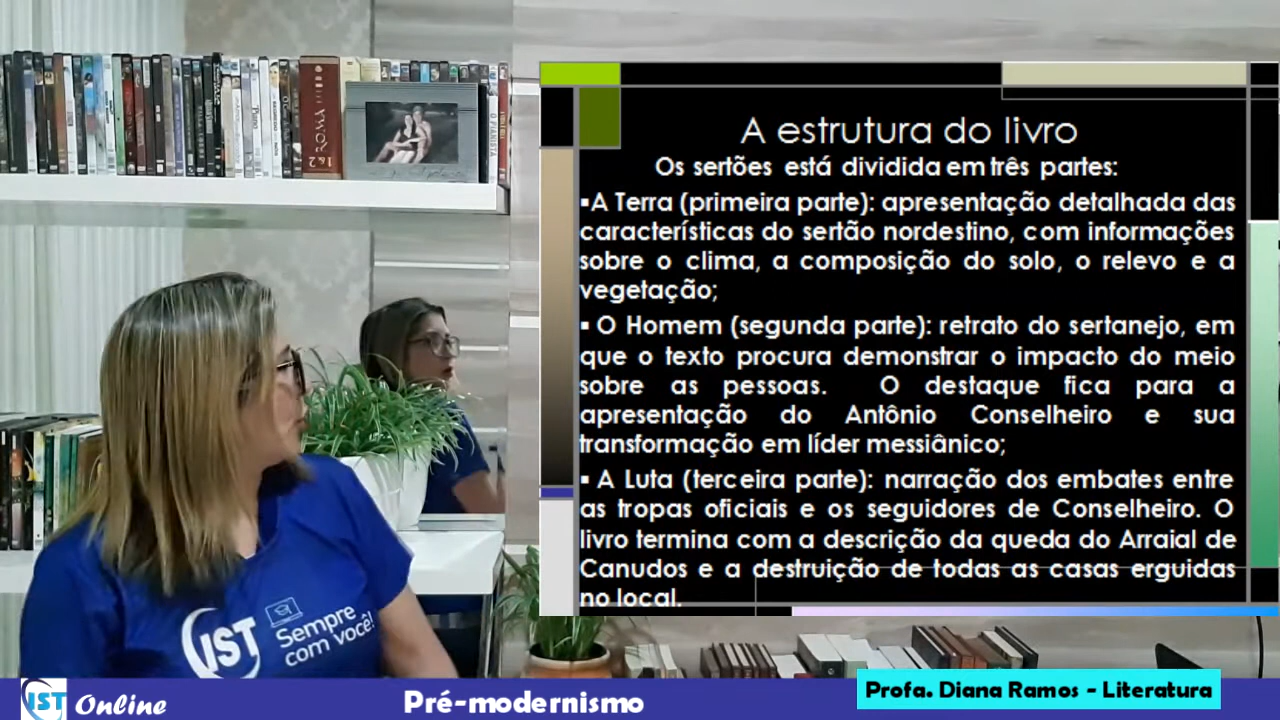 A estrutura do livro
Os sertões está dividida em três partes:
▪A Terra (primeira parte): apresentação detalhada das
características do sertão nordestino, com informações
sobre o clima, a composição do solo, o relevo e a
vegetação;
▪ O Homem (segunda parte): retrato do sertanejo, em
que o texto procura demonstrar o impacto do meio
sobre as pessoas. O destaque fica para a
apresentação do Antônio Conselheiro e sua
transformação em líder messiânico;
▪ A Luta (terceira parte): narração dos embates entre
as tropas oficiais e os seguidores de Conselheiro. O
livro termina com a descrição da queda do Arraial de
Canudos e a destruição de todas as casas erguidas
no local.
O PIANISTA
1&2
IST
Sempre
com você!
IST Online
Pré-modernismo
Profa. Diana Ramos - Literatura